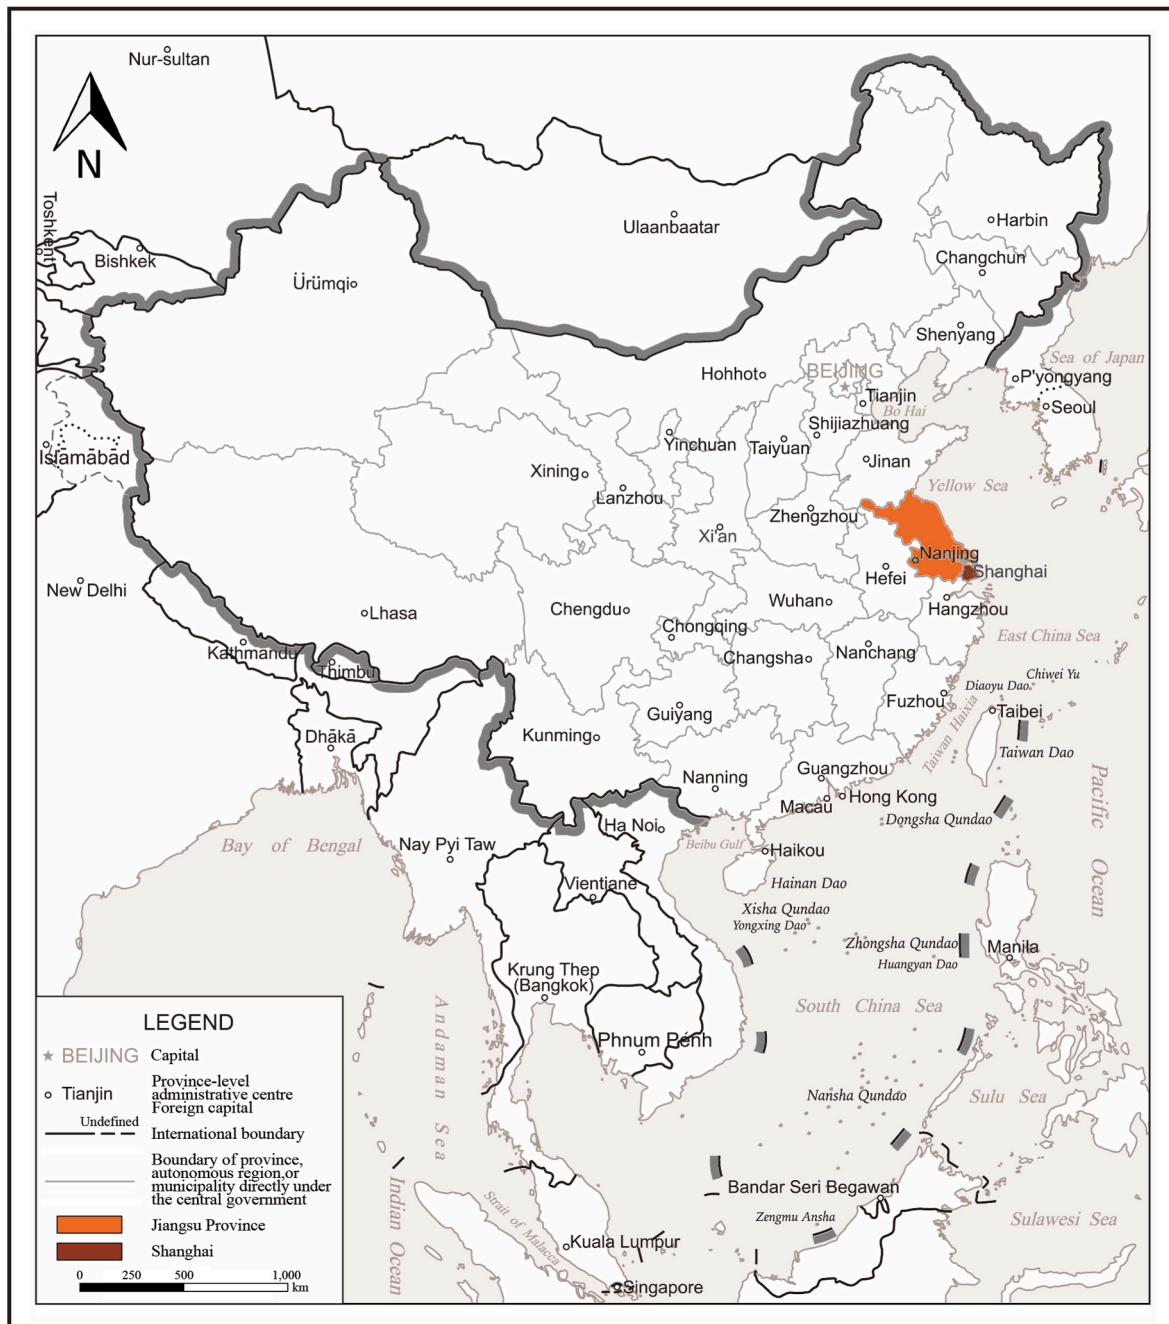 Nur-sultan
N
Toshkent
Bishkek
Ulaanbaatar
Harbin
Changchun
Ürümqi
Shenyang
Sea of Japan
Hohhot
BEIJING
P'yongyang
Tianjin
Bo Hai
Seoul
Shijiazhuang
Yinchuan
Taiyuan
Islamābād
Xining
Jinan
Lanzhou
Yellow Sea
Zhengzhou
Xi'an
Nanjing
Shanghai
Hefei
New Delhi
Lhasa
Chengdu
Wuhan
Hangzhou
Chongqing
East China Sea
Kathmandu
Thimbu
Changsha
Nanchang
Chiwei Yu
Diaoyu Dao
Fuzhou
Guiyang
Taibei
Dhākā
Kunming
Taiwan Haixia
Taiwan Dao
Guangzhou
Nanning
Macau
Hong Kong
Pacific Ocean
Dongsha Qundao
Ha Noi
Bay of Bengal
Nay Pyi Taw
Beibu Gulf
Haikou
Vientiane
Hainan Dao
Xisha Qundao
Yongxing Dao
Zhongsha Qundao
Manila
Huangyan Dao
Krung Thep
(Bangkok)
South China Sea
Andaman Sea
Phnum Pénh
Nansha Qundao
Sulu Sea
Indian Ocean
Bandar Seri Begawan
Strait of Malacca
Zengmu Ansha
Sulawesi Sea
Kuala Lumpur
Singapore
LEGEND
BEIJING Capital
Tianjin
Province-level
administrative centre
Foreign capital
Undefined
International boundary
Boundary of province,
autonomous region,or
municipality directly under
the central government
Jiangsu Province
Shanghai
0 250 500 1,000
km